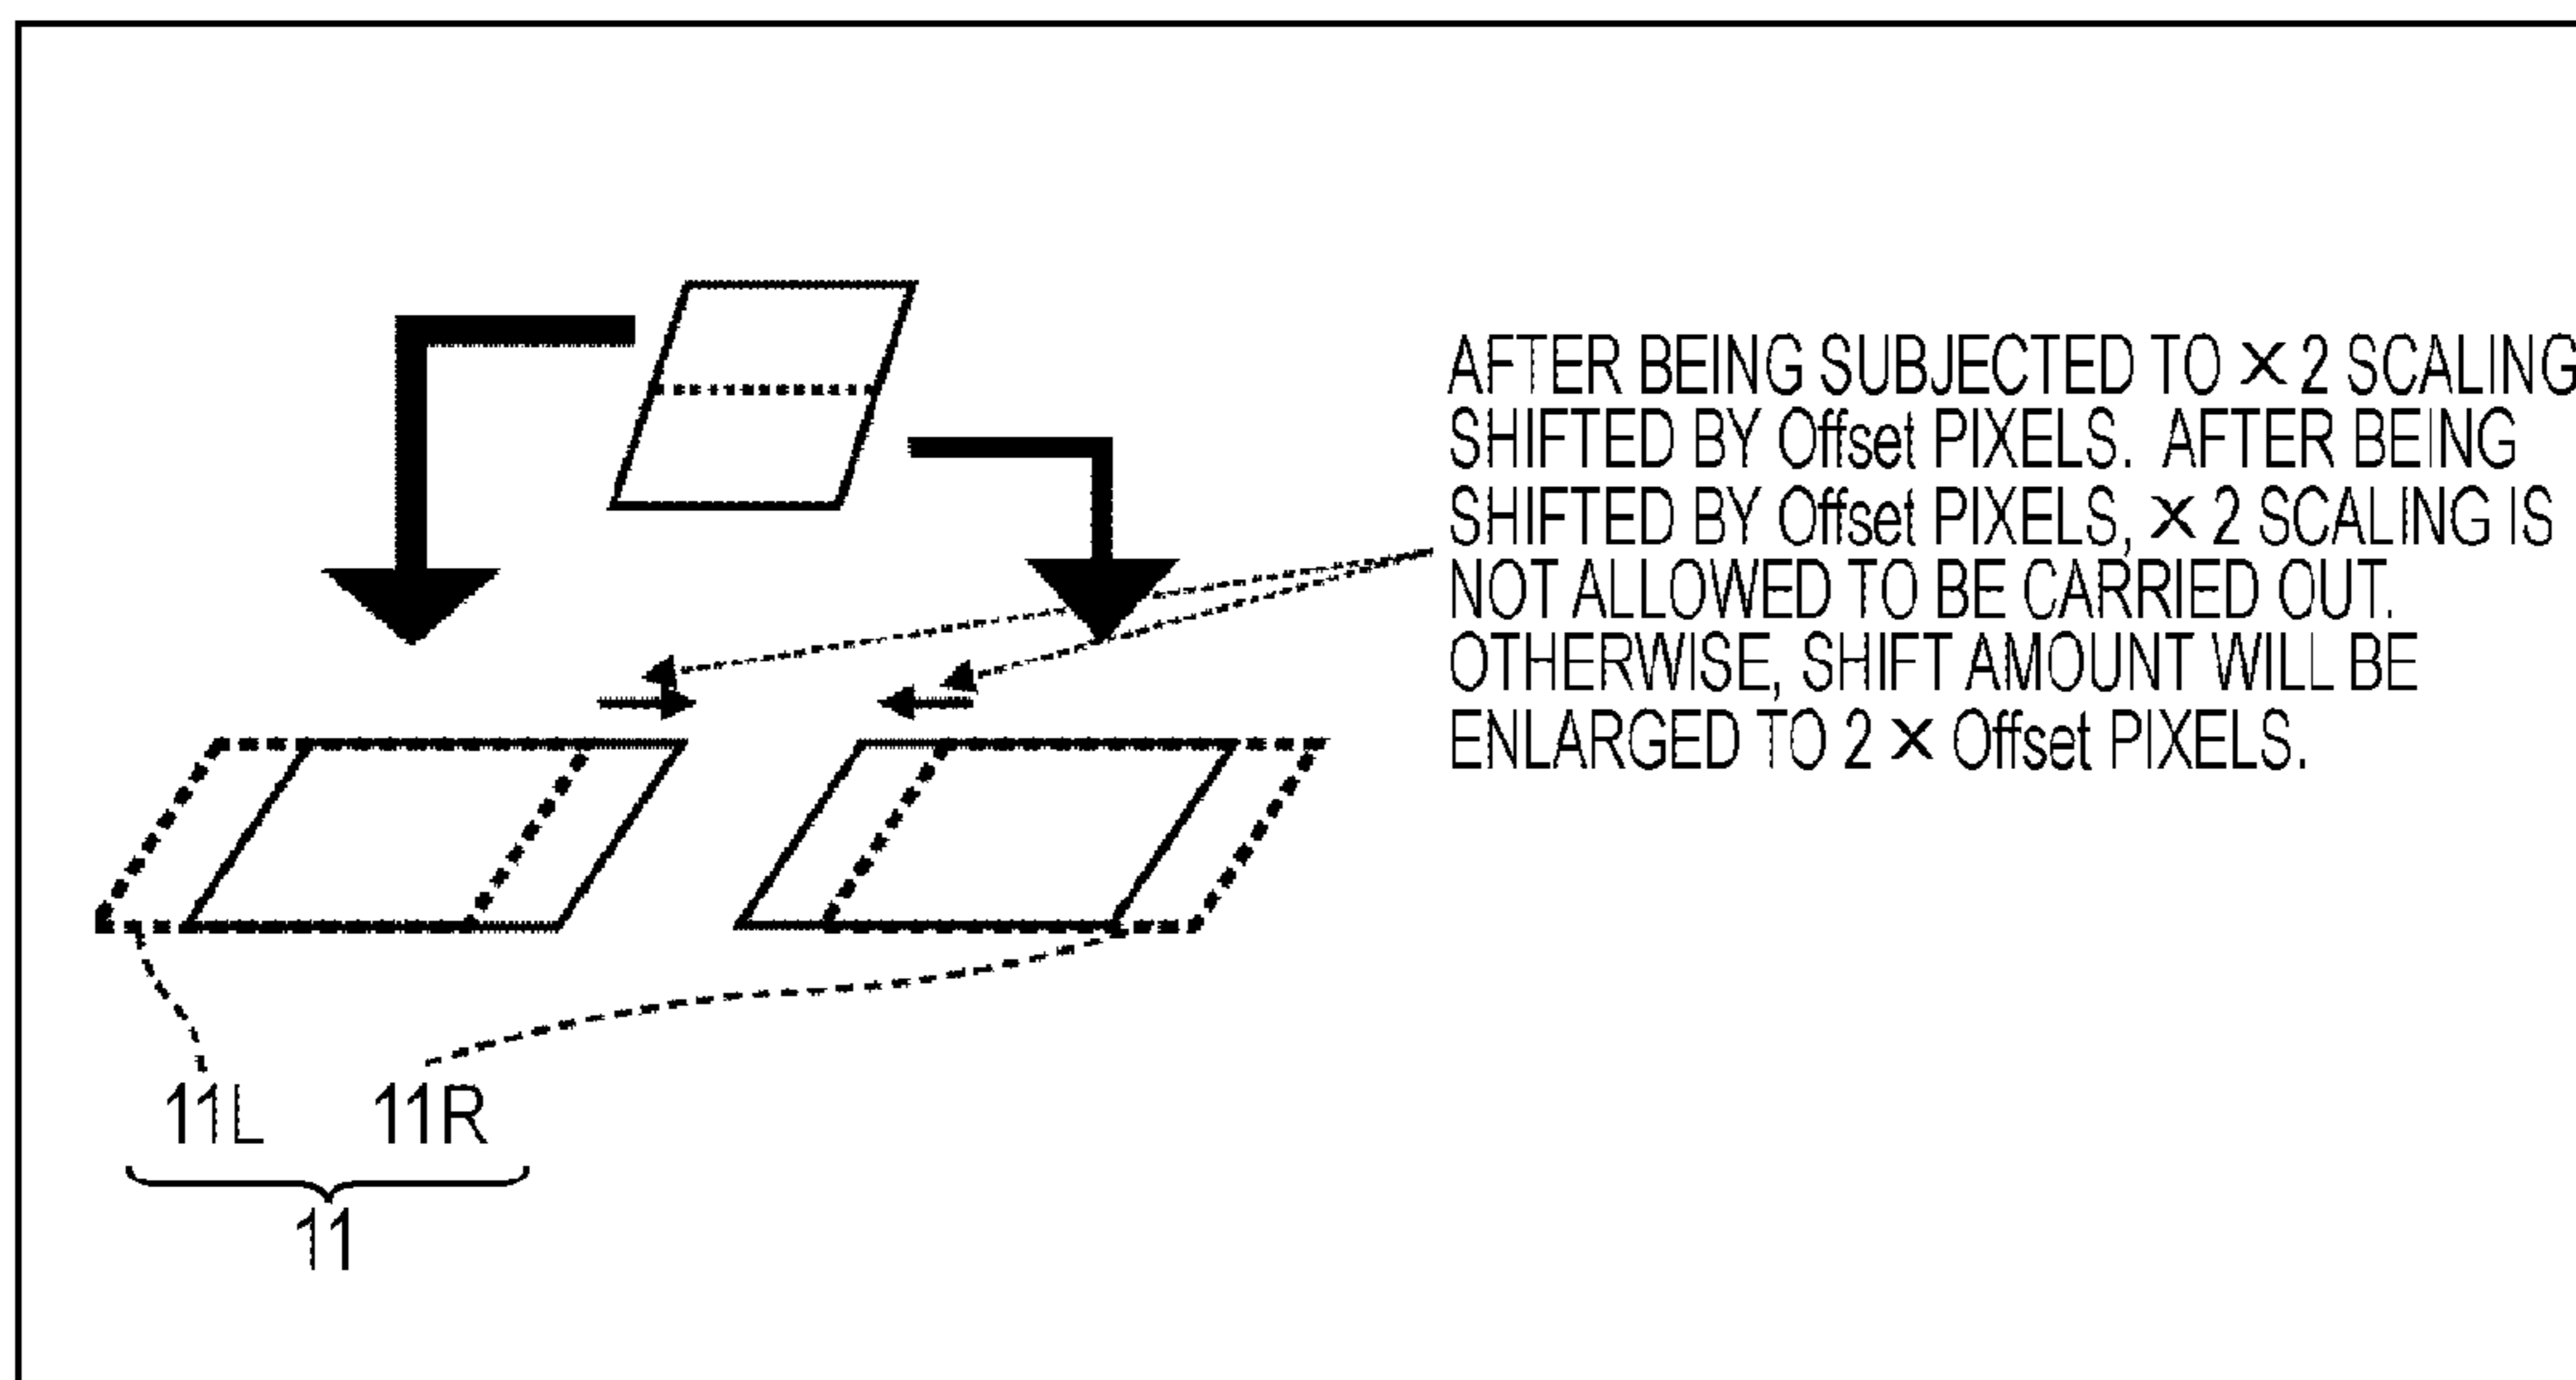 AFTER BEING SUBJECTED TO × 2 SCALING
SHIFTED BY Offset PIXELS. AFTER BEING
SHIFTED BY Offset PIXELS, × 2 SCALING IS
NOT ALLOWED TO BE CARRIED OUT.
OTHERWISE, SHIFT AMOUNT WILL BE
ENLARGED TO 2 × Offset PIXELS.
11L 11R
11